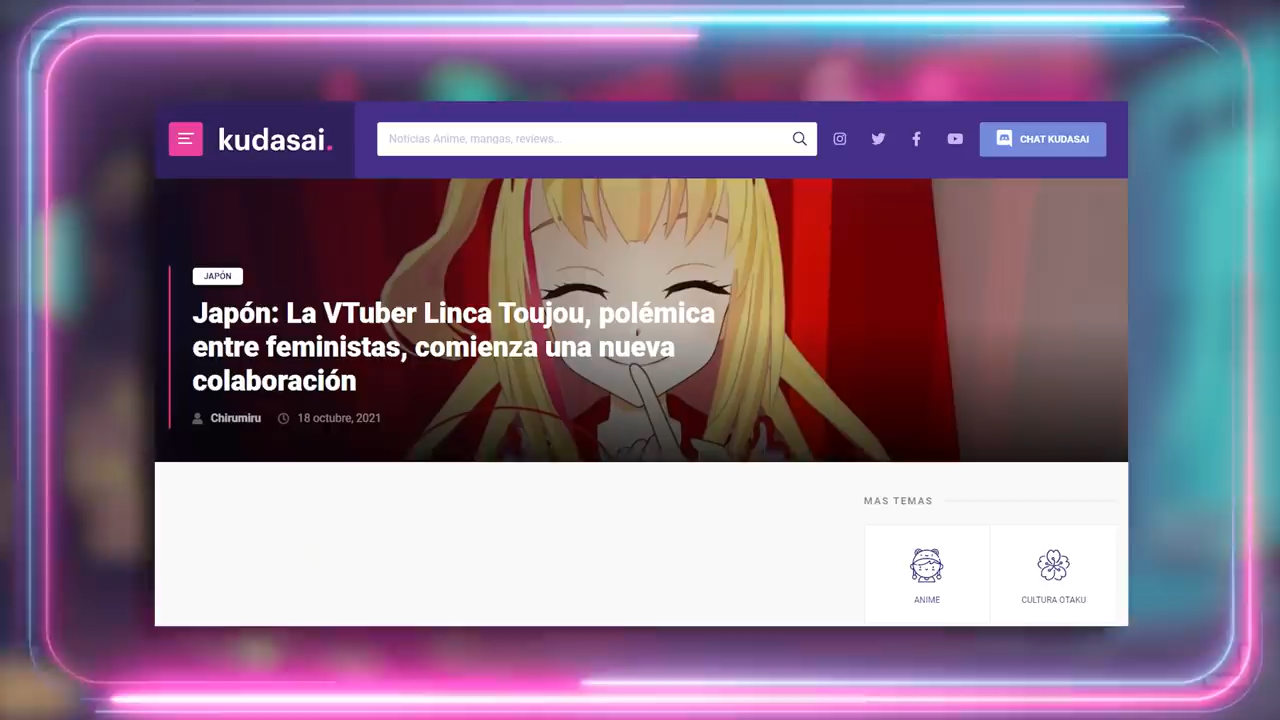 kudasai.
Noticias Anime, mangas, reviews...
CHAT KUDASAI
JAPÓN
Japón: La VTuber Linca Toujou, polémica
entre feministas, comienza una nueva
colaboración
Chirumiru 18 octubre, 2021
MAS TEMAS
ANIME
CULTURA OTAKU